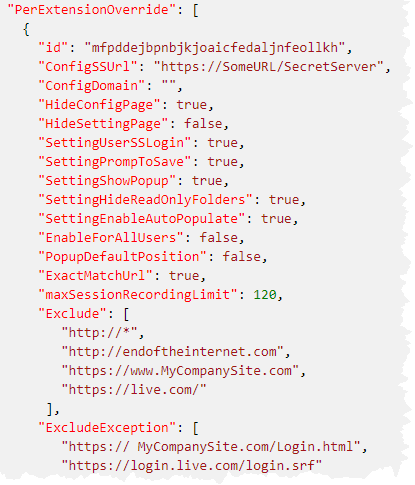 "PerExtensionOverride": [
{
"id": "mfpddejbpnbjkjoaicfedaljnfeollkh",
"ConfigSSUrl": "https://SomeURL/SecretServer",
"ConfigDomain": "",
"HideConfigPage": true,
"HideSettingPage": false,
"SettingUserSSLogin": true,
"SettingPrompToSave": true,
"SettingShowPopup": true,
"SettingHideReadOnlyFolders": true,
"SettingEnableAutoPopulate": true,
"EnableForAllUsers": false,
"PopupDefaultPosition": false,
"ExactMatchUrl": true,
"maxSessionRecordingLimit": 120,
"Exclude": [
"http://*",
"http://endoftheinternet.com",
"https://www.MyCompanySite.com",
"https://live.com/"
],
"ExcludeException": [
"https:// MyCompanySite.com/Login.html",
"https://login.live.com/login.srf"